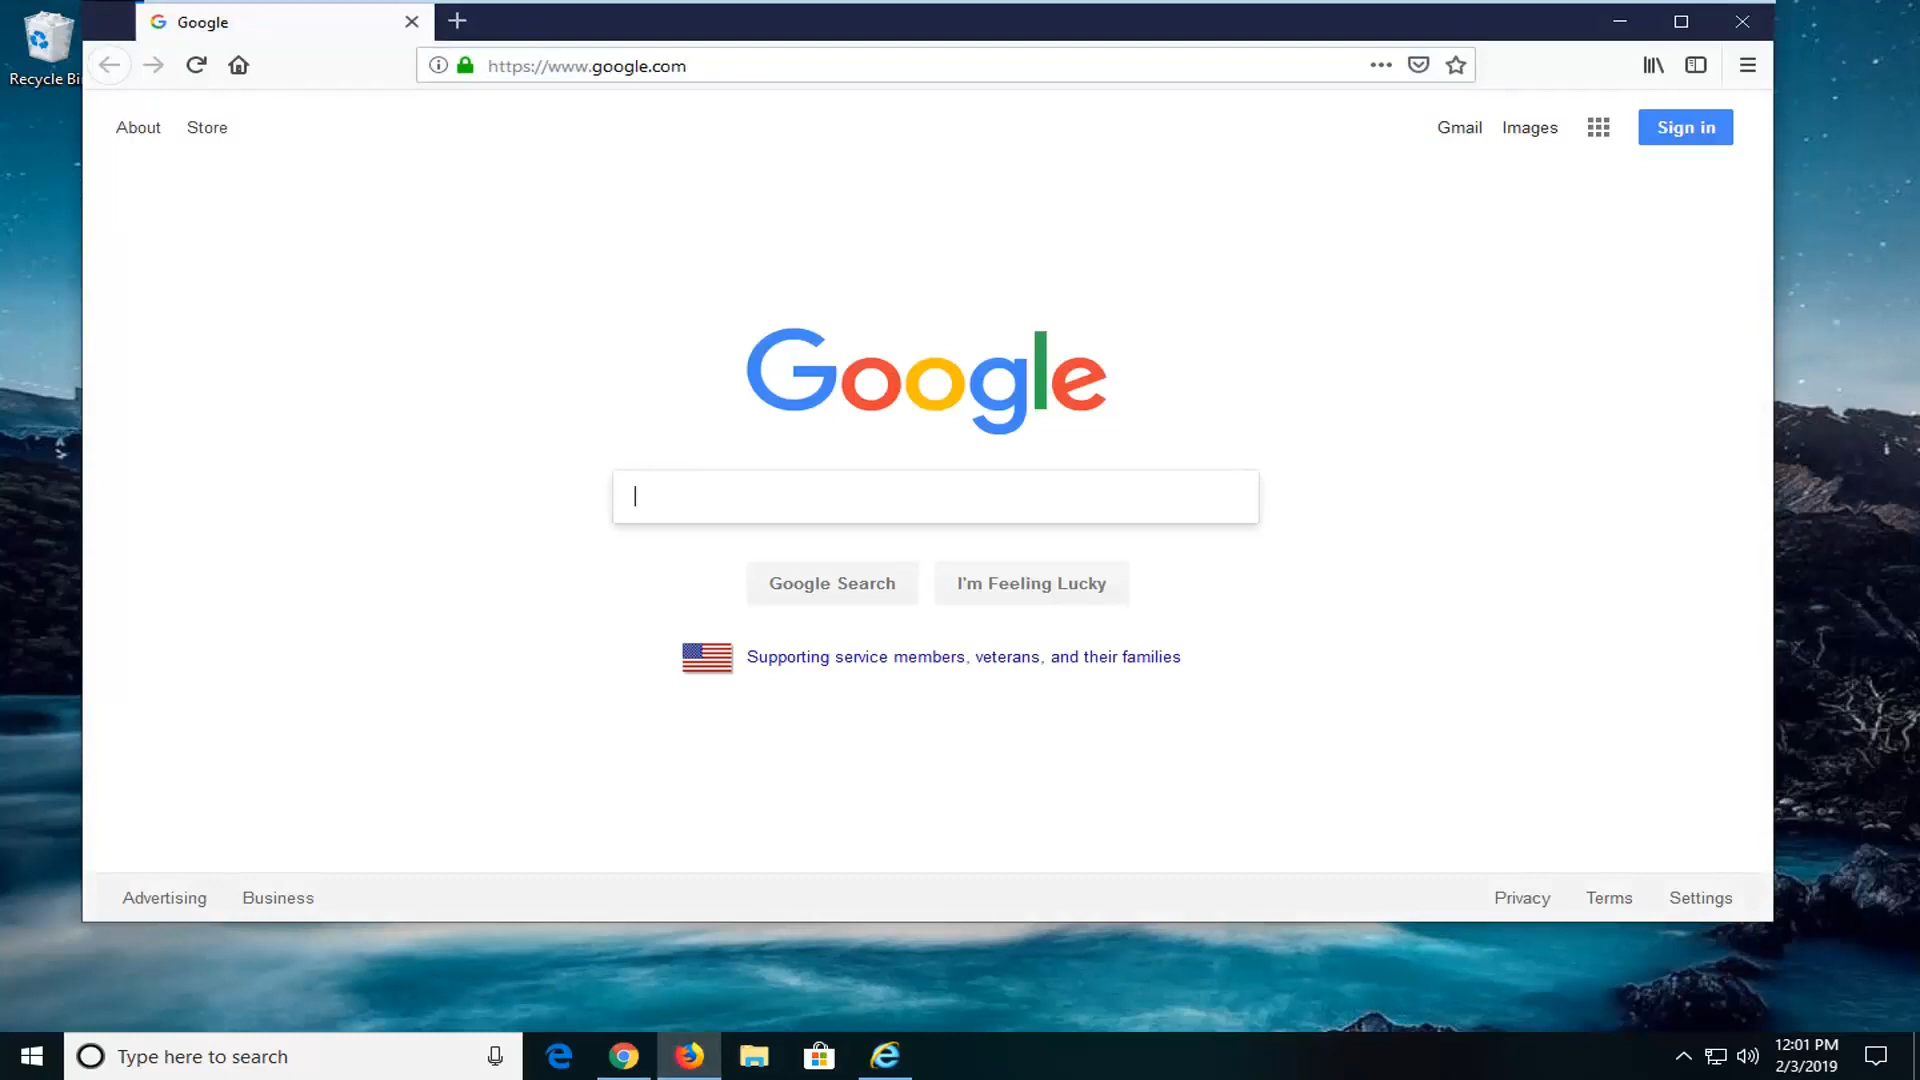 Google
Recycle Bi
https://www.google.com
About Store
Gmail Images Sign in
Google
Google Search I'm Feeling Lucky
Supporting service members, veterans, and their families
Advertising Business
Privacy Terms Settings
Type here to search
12:01 PM
2/3/2019